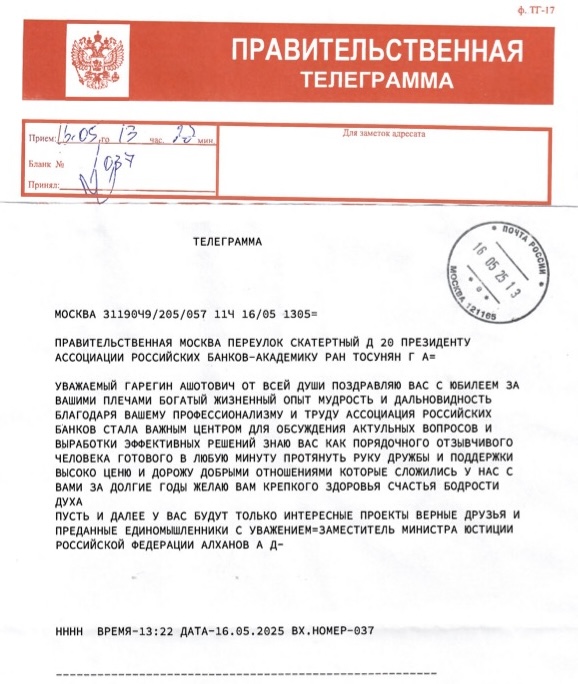 ф. ТГ-17
ПРАВИТЕЛЬСТВЕННАЯ
ТЕЛЕГРАММА
Прием: 16.05.го 13 час. 22 мин.
Бланк № 037
Принял:
Для заметок адресата
ТЕЛЕГРАММА
ПОЧТА РОССИИ
16 05 25 13
МОСКВА 121165
МОСКВА 3119049/205/057 114 16/05 1305=
ПРАВИТЕЛЬСТВЕННАЯ МОСКВА ПЕРЕУЛОК СКАТЕРТНЫЙ Д 20 ПРЕЗИДЕНТУ
АССОЦИАЦИИ РОССИЙСКИХ БАНКОВ-АКАДЕМИКУ РАН ТОСУНЯН Г А=
УВАЖАЕМЫЙ ГАРЕГИН АШОТОВИЧ ОТ ВСЕЙ ДУШИ ПОЗДРАВЛЯЮ ВАС С ЮБИЛЕЕМ ЗА
ВАШИМИ ПЛЕЧАМИ БОГАТЫЙ ЖИЗНЕННЫЙ ОПЫТ МУДРОСТЬ И ДАЛЬНОВИДНОСТЬ
БЛАГОДАРЯ ВАШЕМУ ПРОФЕССИОНАЛИЗМУ И ТРУДУ АССОЦИАЦИЯ РОССИЙСКИХ
БАНКОВ СТАЛА ВАЖНЫМ ЦЕНТРОМ ДЛЯ ОБСУЖДЕНИЯ АКТУЛЬНЫХ ВОПРОСОВ И
ВЫРАБОТКИ ЭФФЕКТИВНЫХ РЕШЕНИЙ ЗНАЮ ВАС КАК ПОРЯДОЧНОГО ОТЗЫВЧИВОГО
ЧЕЛОВЕКА ГОТОВОГО В ЛЮБУЮ МИНУТУ ПРОТЯНУТЬ РУКУ ДРУЖБЫ И ПОДДЕРЖКИ
ВЫСОКО ЦЕНЮ И ДОРОЖУ ДОБРЫМИ ОТНОШЕНИЯМИ КОТОРЫЕ СЛОЖИЛИСЬ У НАС С
ВАМИ ЗА ДОЛГИЕ ГОДЫ ЖЕЛАЮ ВАМ КРЕПКОГО ЗДОРОВЬЯ СЧАСТЬЯ БОДРОСТИ
ДУХА
ПУСТЬ И ДАЛЕЕ У ВАС БУДУТ ТОЛЬКО ИНТЕРЕСНЫЕ ПРОЕКТЫ ВЕРНЫЕ ДРУЗЬЯ И
ПРЕДАННЫЕ ЕДИНОМЫШЛЕННИКИ С УВАЖЕНИЕМ=ЗАМЕСТИТЕЛЬ МИНИСТРА ЮСТИЦИИ
РОССИЙСКОЙ ФЕДЕРАЦИИ АЛХАНОВ А Д-
НННН ВРЕМЯ-13:22 ДАТА-16.05.2025 ВХ.НОМЕР-037